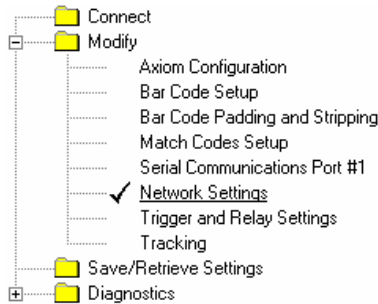 Connect
Modify
Axiom Configuration
Bar Code Setup
Bar Code Padding and Stripping
Match Codes Setup
Serial Communications Port #1
Network Settings
Trigger and Relay Settings
Tracking
Save/Retrieve Settings
Diagnostics